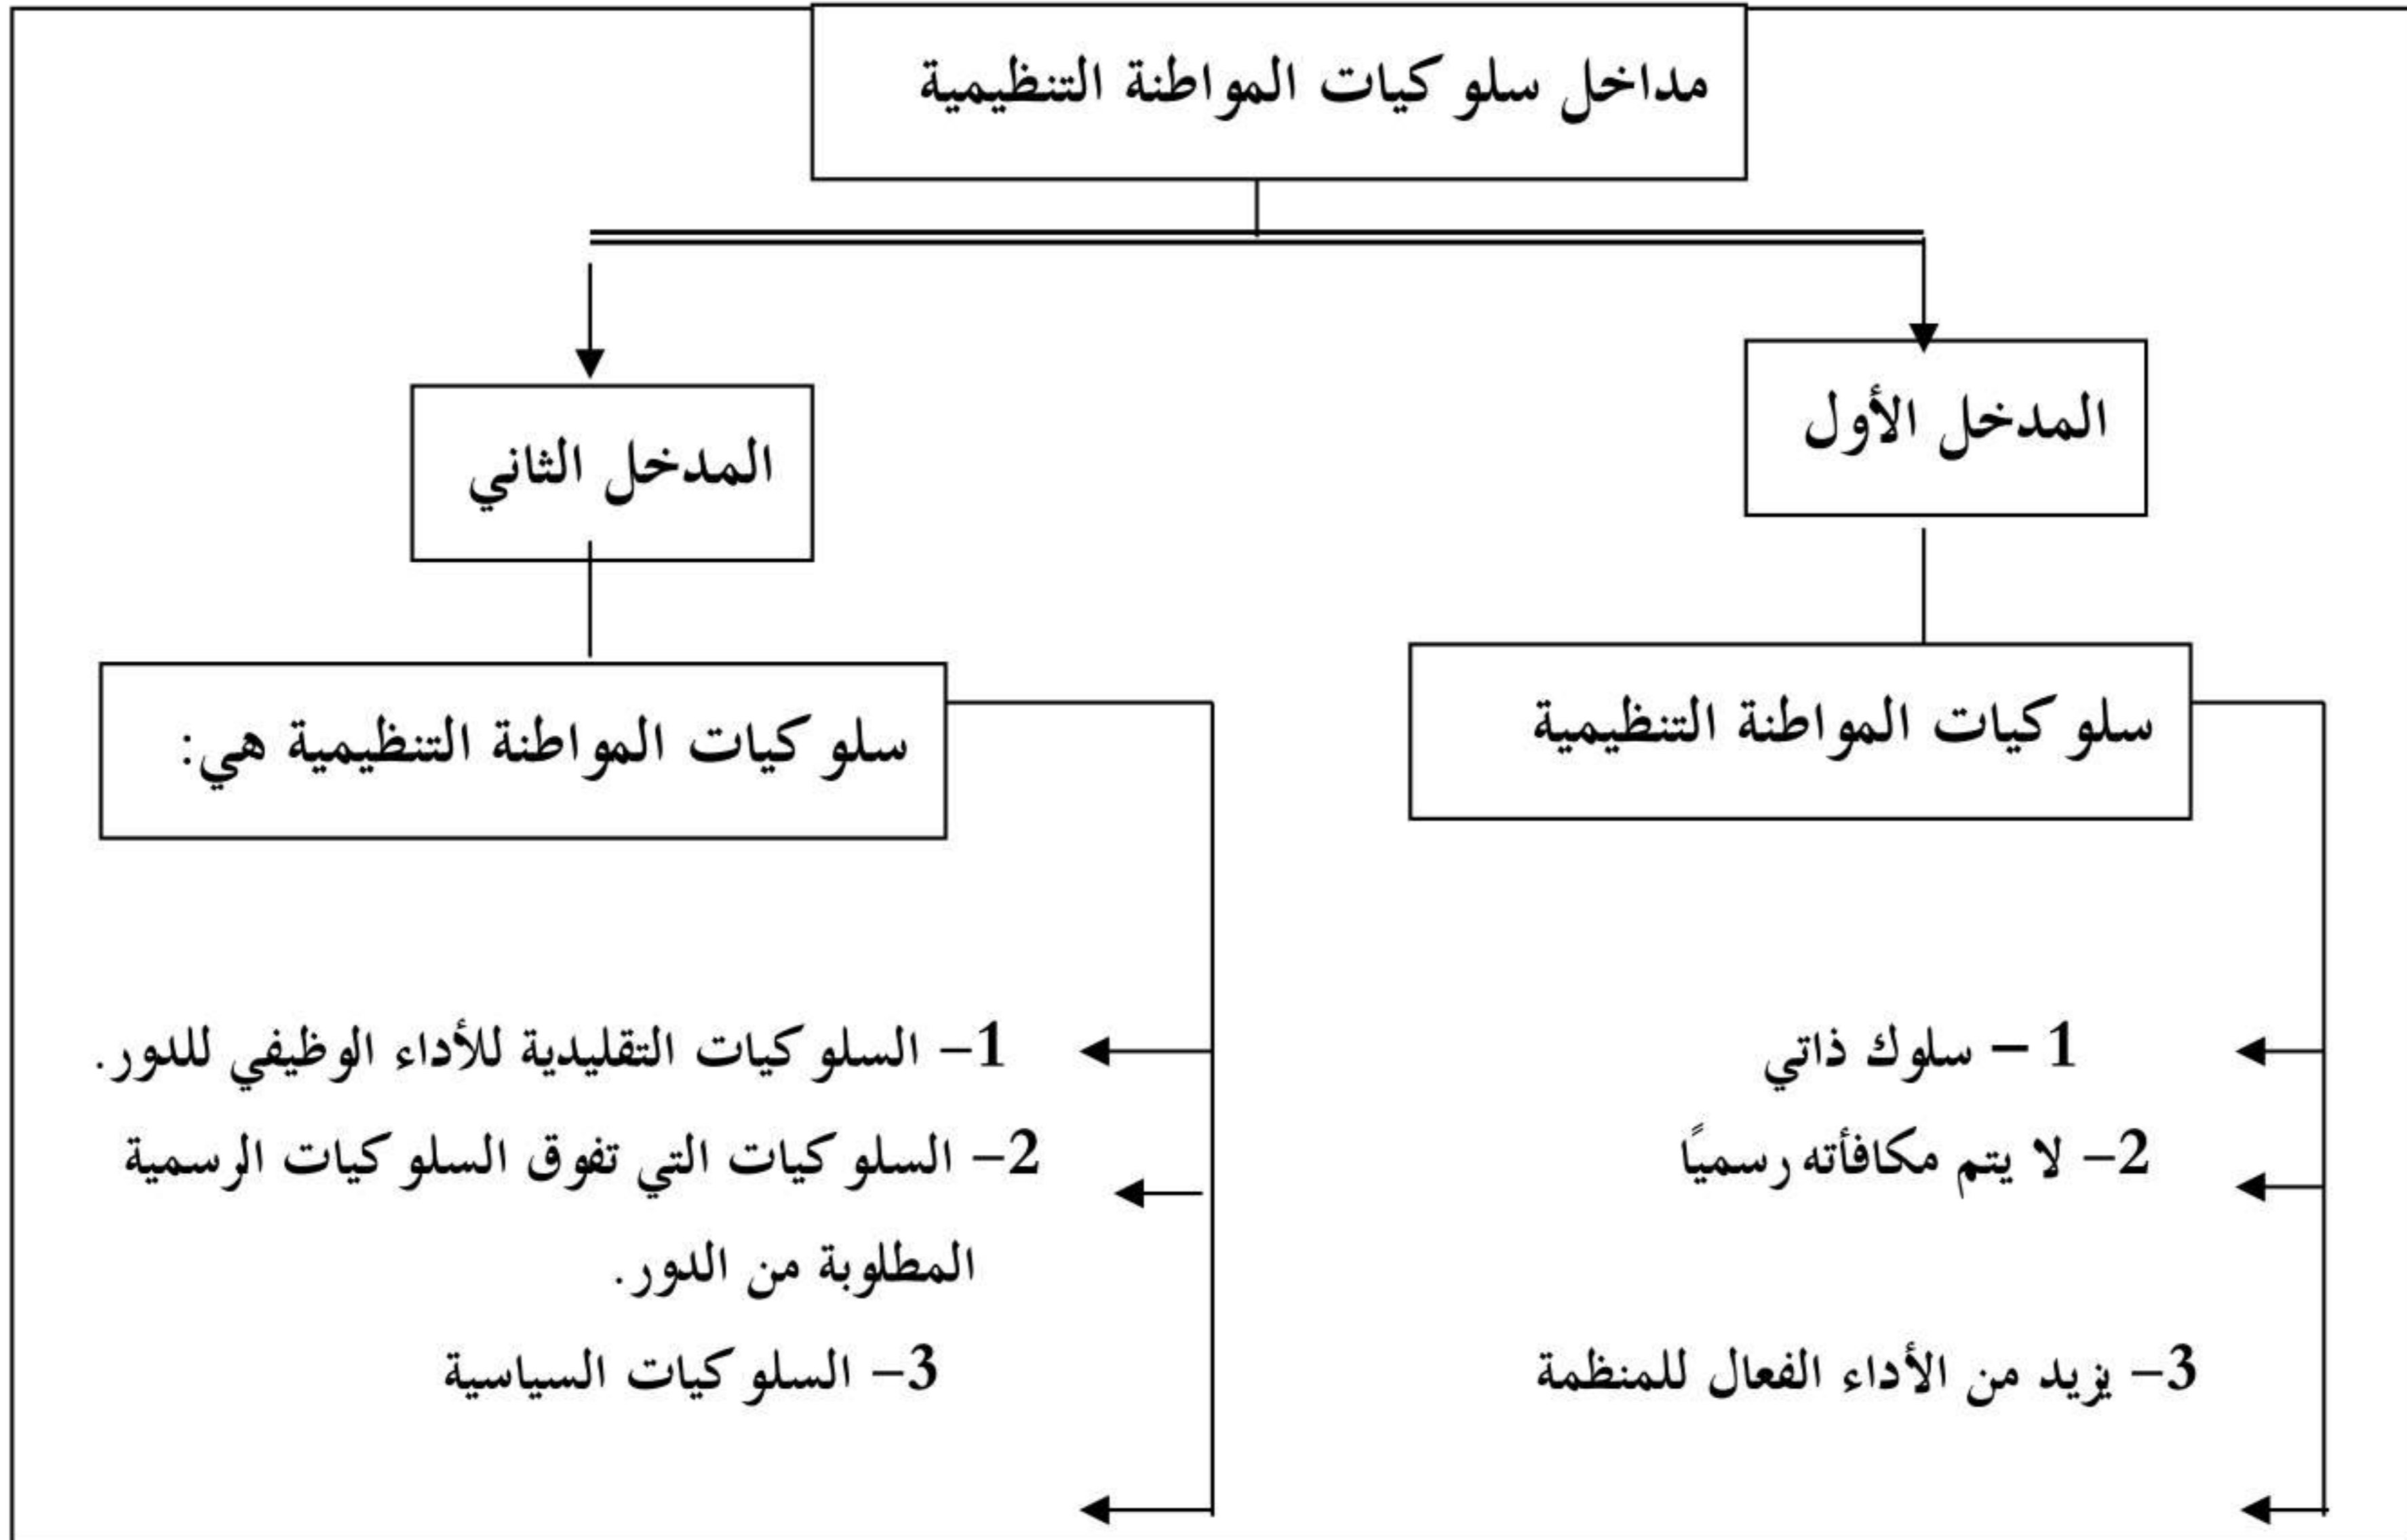 مداخل سلوكيات المواطنة التنظيمية
المدخل الأول
المدخل الثاني
سلوكيات المواطنة التنظيمية
سلوكيات المواطنة التنظيمية هي:
1 – سلوك ذاتي
2– لا يتم مكافأته رسميًا
3– يزيد من الأداء الفعال للمنظمة
1– السلوكيات التقليدية للأداء الوظيفي للدور.
2– السلوكيات التي تفوق السلوكيات الرسمية
المطلوبة من الدور.
3– السلوكيات السياسية